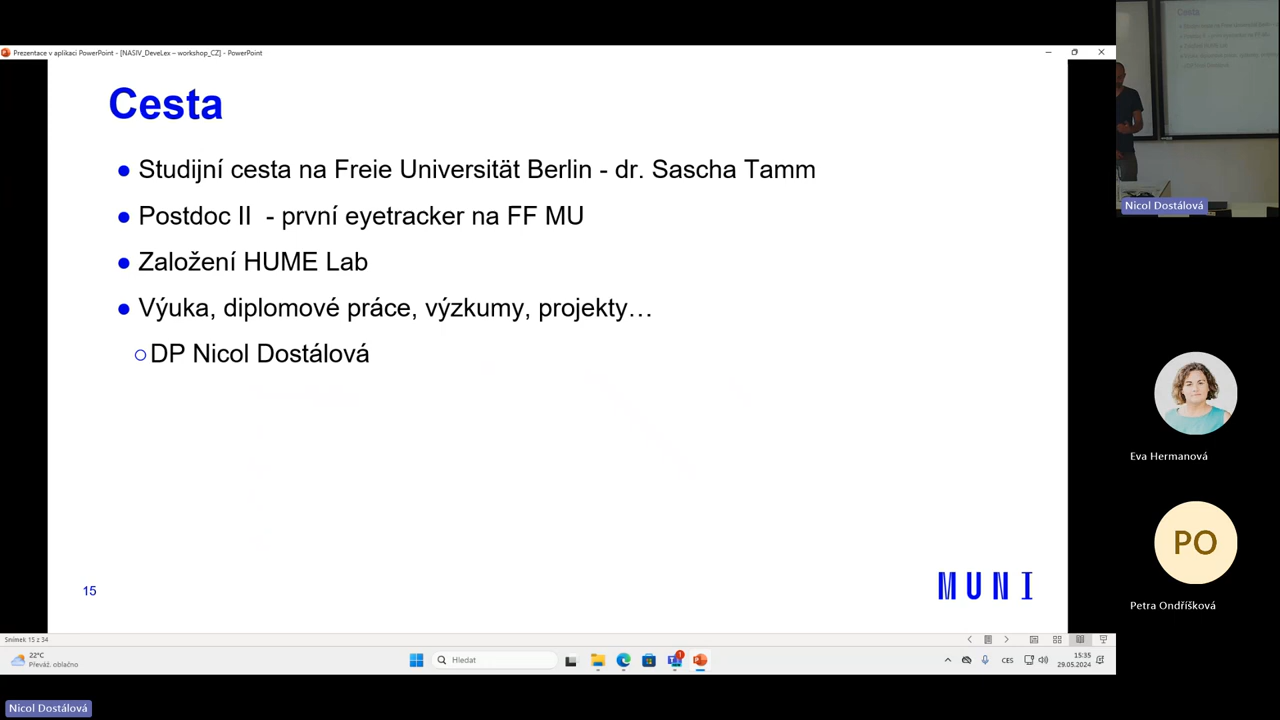 Prezentace v aplikaci PowerPoint - [NASIV_DeveLex – workshop_CZ] - PowerPoint
Cesta
Studijní cesta na Freie Universität Berlin - dr. Sascha Tamm
Postdoc II - první eyetracker na FF MU
Založení HUME Lab
Výuka, diplomové práce, výzkumy, projekty…
DP Nicol Dostálová
15
MUNI
Snímek 15 z 34
22°C
Převáž. oblačno
Hledat
1
CES
15:35
29.05.2024
Cesta
Nicol Dostálová
Eva Hermanová
PO
Petra Ondříšková
Nicol Dostálová